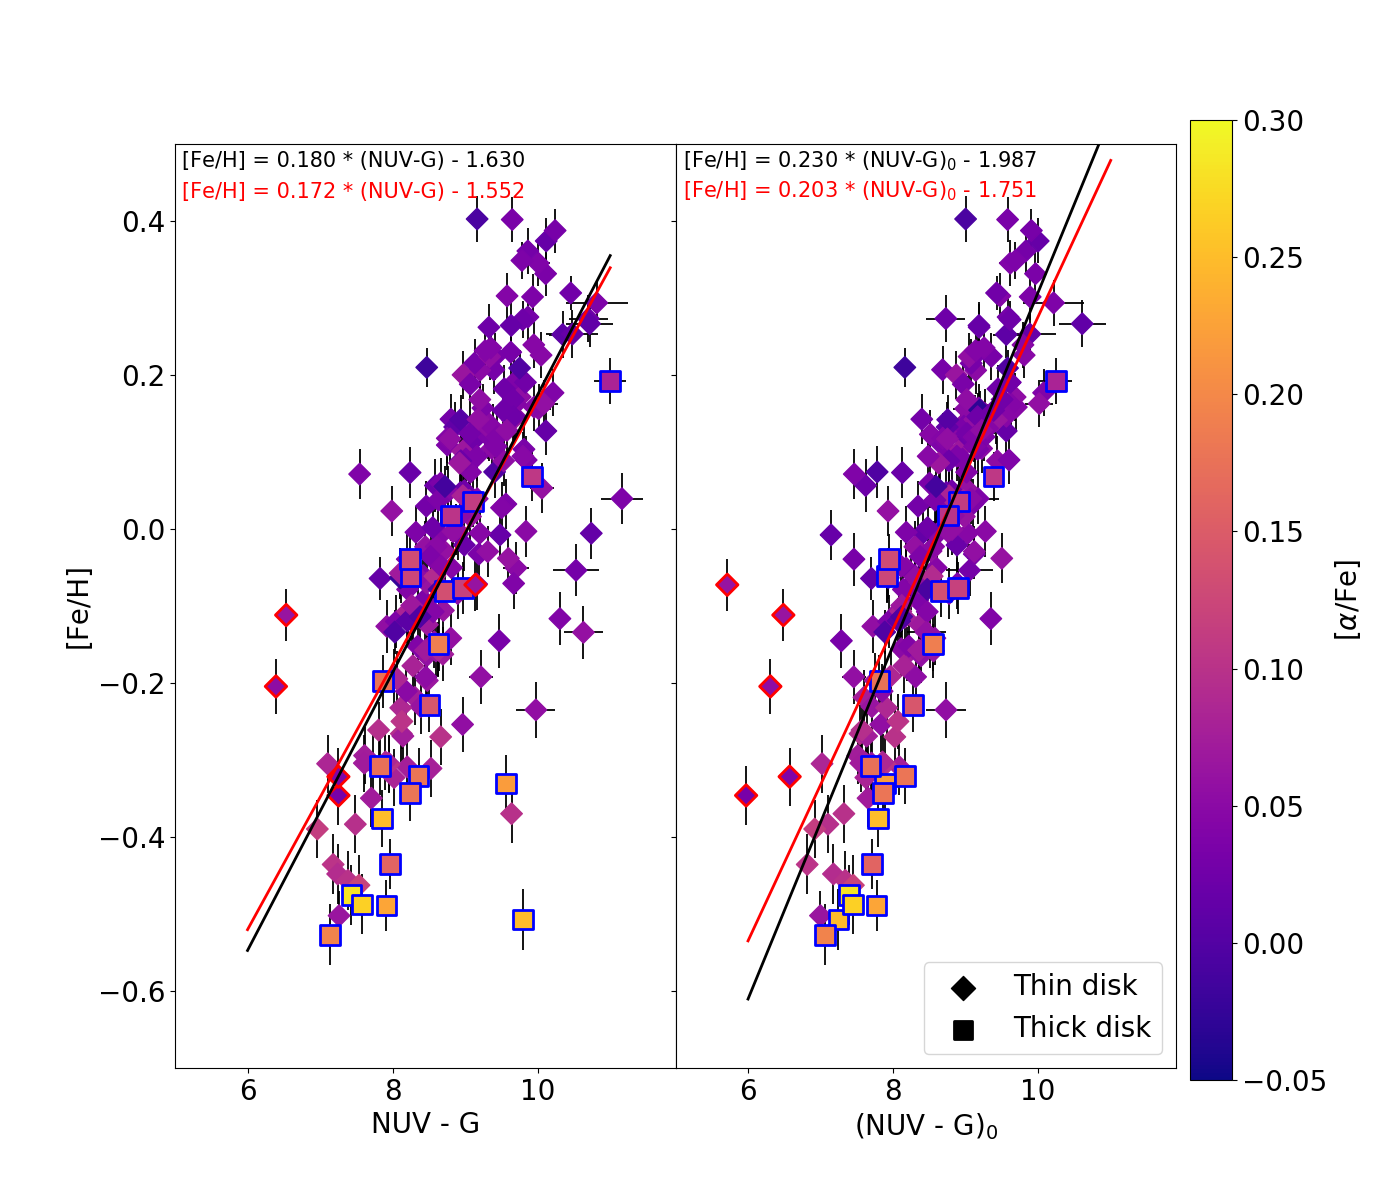 [Fe/H] = 0.180 * (NUV-G) - 1.630
[Fe/H] = 0.172 * (NUV-G) - 1.552
[Fe/H] = 0.230 * (NUV-G)₀ - 1.987
[Fe/H] = 0.203 * (NUV-G)₀ - 1.751
0.4
0.2
0.0
−0.2
−0.4
−0.6
[Fe/H]
6 8 10
NUV - G
6 8 10
(NUV - G)₀
Thin disk
Thick disk
0.30
0.25
0.20
0.15
0.10
0.05
0.00
−0.05
[α/Fe]